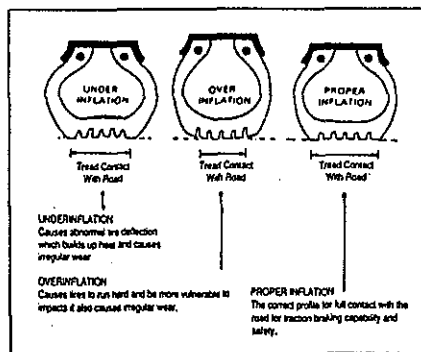 UNDER
INFLATION
OVER
INFLATION
PROPER
INFLATION
Tread Contact
With Road
Tread Contact
With Road
Tread Contact
With Road
UNDERINFLATION
Causes abnormal tire deflection
which builds up heat and causes
irregular wear
OVERINFLATION
Causes tires to run hard and be more vulnerable to
impacts it also causes irregular wear.
PROPER INFLATION
The correct profile for full contact with the
road for traction braking capability and
safety.